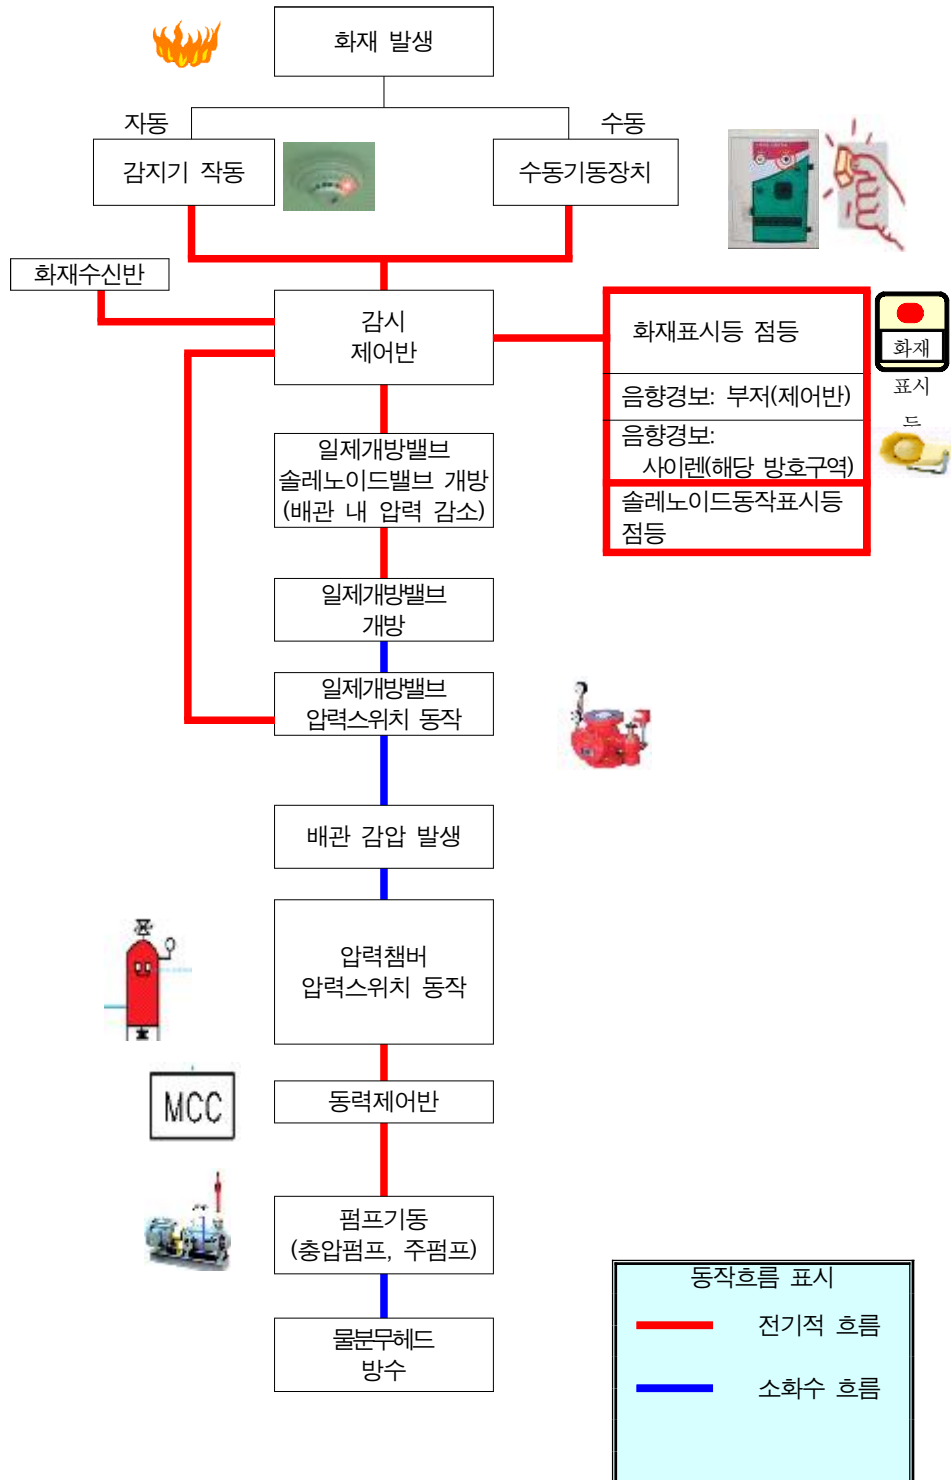 화재 발생
자동
수동
감지기 작동
수동기동장치
화재수신반
감시
제어반
화재표시등 점등
화재
표시
음향경보: 부저(제어반)
음향경보:
사이렌(해당 방호구역)
솔레노이드동작표시등
점등
일제개방밸브
솔레노이드밸브 개방
(배관 내 압력 감소)
일제개방밸브
개방
일제개방밸브
압력스위치 동작
배관 감압 발생
압력챔버
압력스위치 동작
MCC
동력제어반
펌프기동
(충압펌프, 주펌프)
물분무헤드
방수
동작흐름 표시
전기적 흐름
소화수 흐름